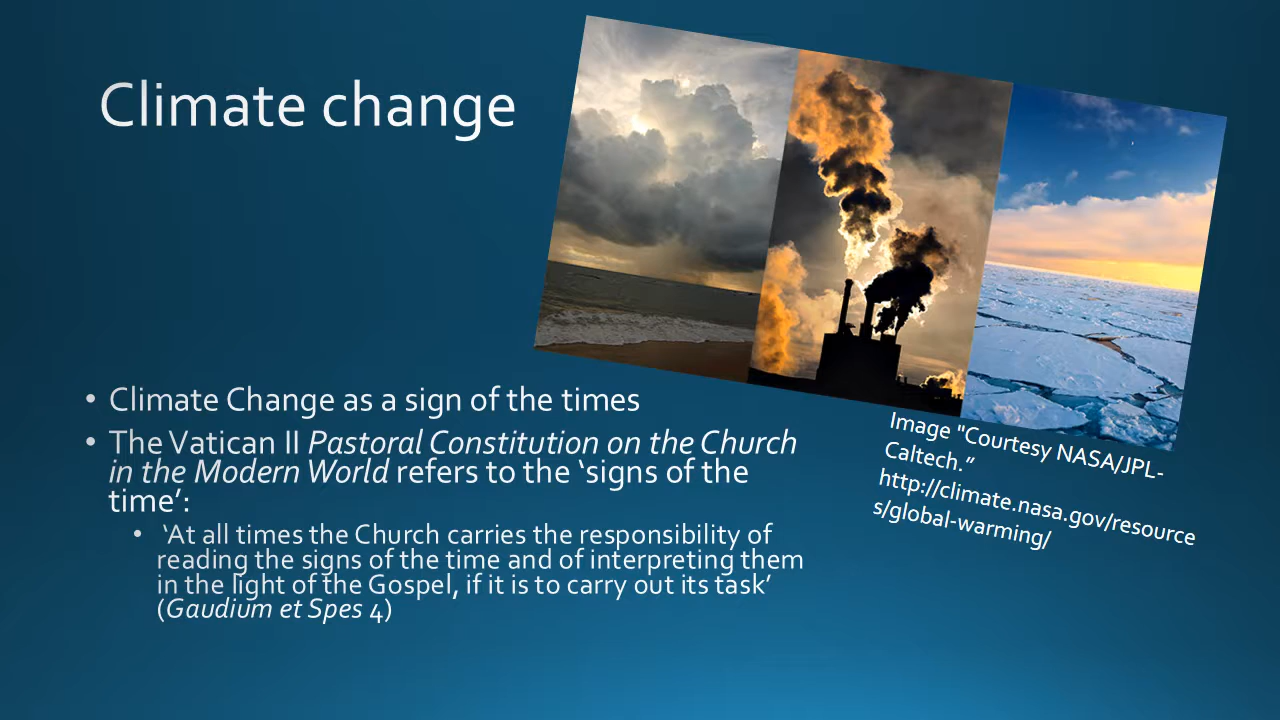 Climate change
• Climate Change as a sign of the times
• The Vatican II Pastoral Constitution on the Church
in the Modern World refers to the ‘signs of the
time’:
• ‘At all times the Church carries the responsibility of
reading the signs of the time and of interpreting them
in the light of the Gospel, if it is to carry out its task’
(Gaudium et Spes 4)
Image "Courtesy NASA/JPL-
Caltech.”
http://climate.nasa.gov/resource
s/global-warming/